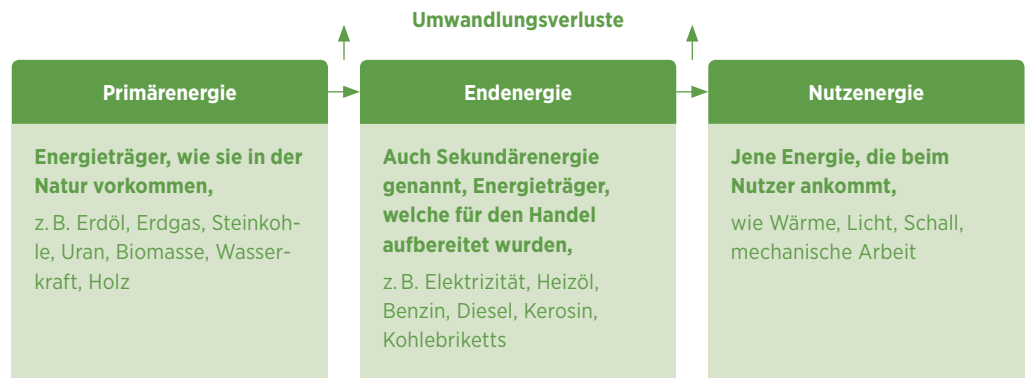 Umwandlungsverluste
Primärenergie
Energieträger, wie sie in der
Natur vorkommen,
z. B. Erdöl, Erdgas, Steinkoh-
le, Uran, Biomasse, Wasser-
kraft, Holz
Endenergie
Auch Sekundärenergie
genannt, Energieträger,
welche für den Handel
aufbereitet wurden,
z. B. Elektrizität, Heizöl,
Benzin, Diesel, Kerosin,
Kohlebriketts
Nutzenergie
Jene Energie, die beim
Nutzer ankommt,
wie Wärme, Licht, Schall,
mechanische Arbeit